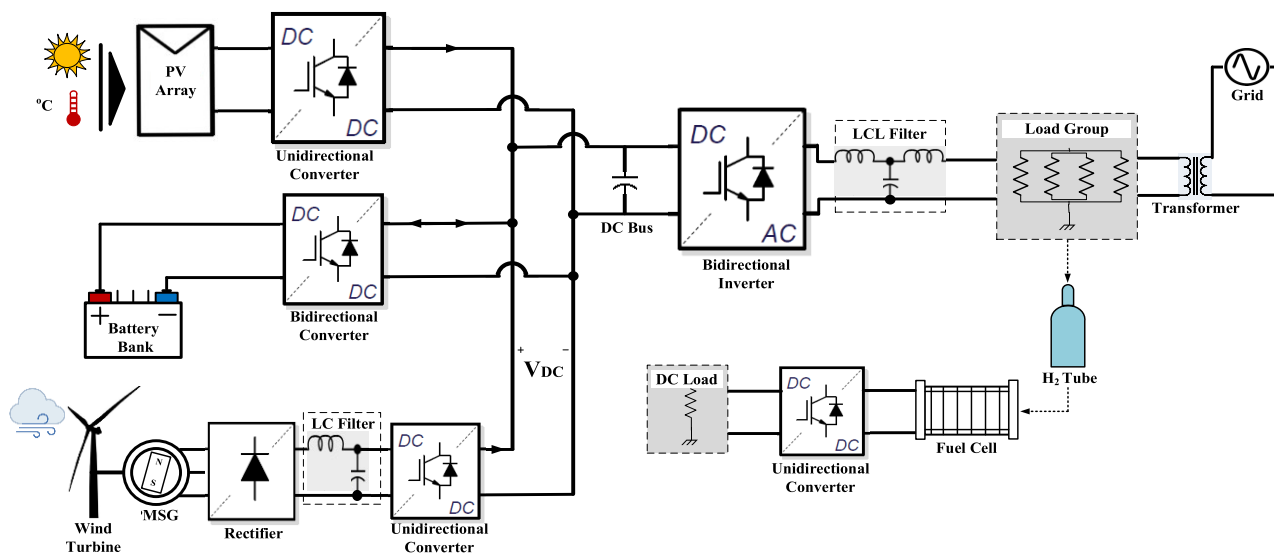 PV
Array
°C
DC
DC
Unidirectional
Converter
DC
DC
Bidirectional
Converter
+
−
Battery
Bank
+
−
VDC
DC Bus
DC
AC
Bidirectional
Inverter
LCL Filter
Load Group
Transformer
Grid
H₂ Tube
Fuel Cell
DC
DC
Unidirectional
Converter
DC Load
Wind
Turbine
N
S
'MSG
Rectifier
LC Filter
DC
DC
Unidirectional
Converter